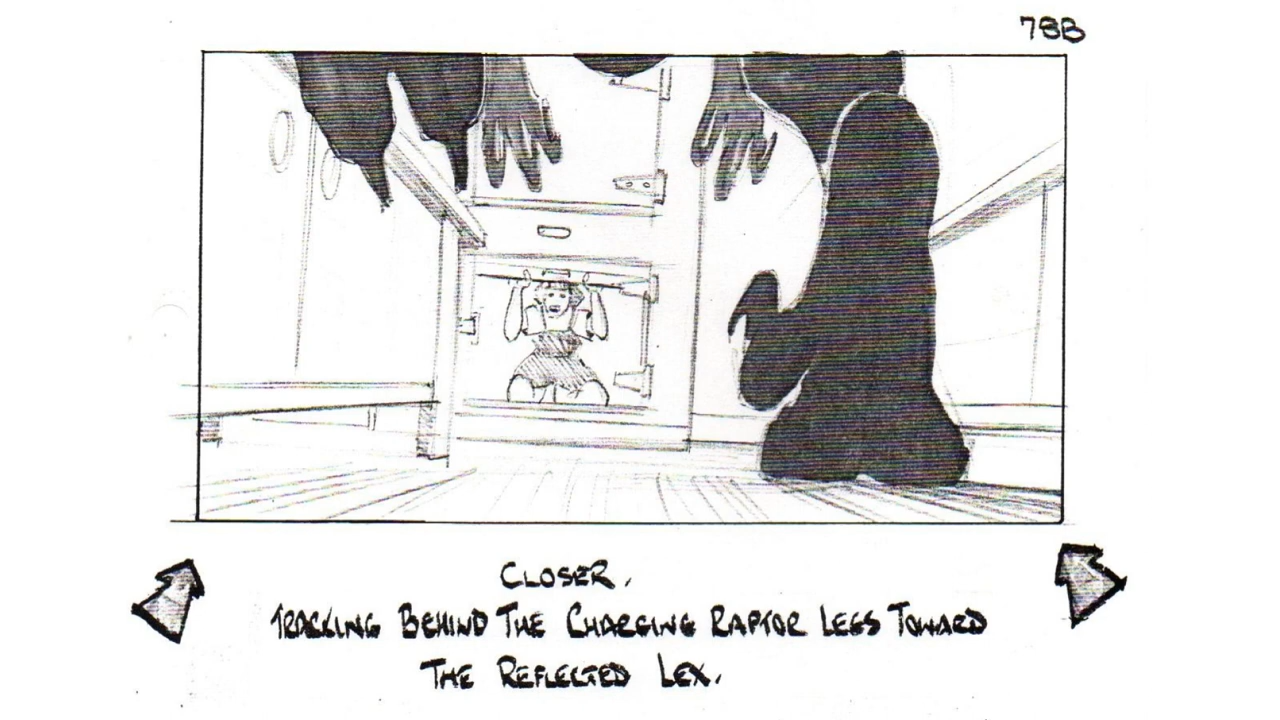 78B
CLOSER.
TRACKING BEHIND THE CHARGING RAPTOR LEGS TOWARD
THE REFLECTED LEX.